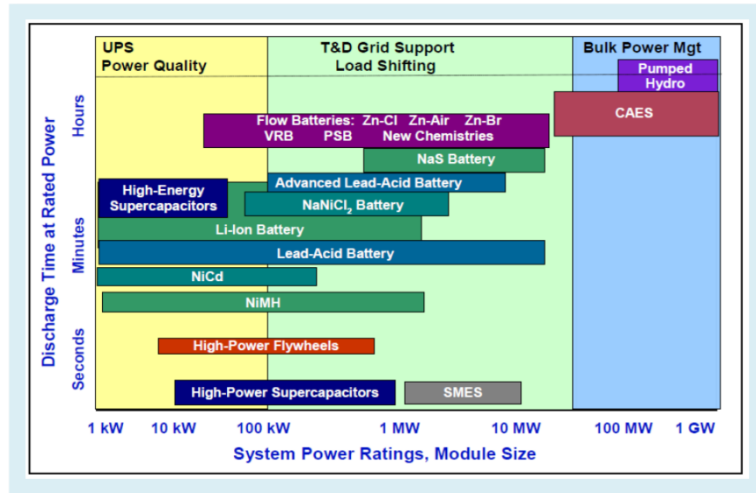 UPS
Power Quality
T&D Grid Support
Load Shifting
Bulk Power Mgt
Pumped
Hydro
CAES
Flow Batteries: Zn-Cl Zn-Air Zn-Br
VRB PSB New Chemistries
NaS Battery
Advanced Lead-Acid Battery
High-Energy
Supercapacitors
NaNiCl₂ Battery
Li-Ion Battery
Lead-Acid Battery
NiCd
NiMH
High-Power Flywheels
High-Power Supercapacitors
SMES
Discharge Time at Rated Power
Hours
Minutes
Seconds
1 kW 10 kW 100 kW 1 MW 10 MW 100 MW 1 GW
System Power Ratings, Module Size